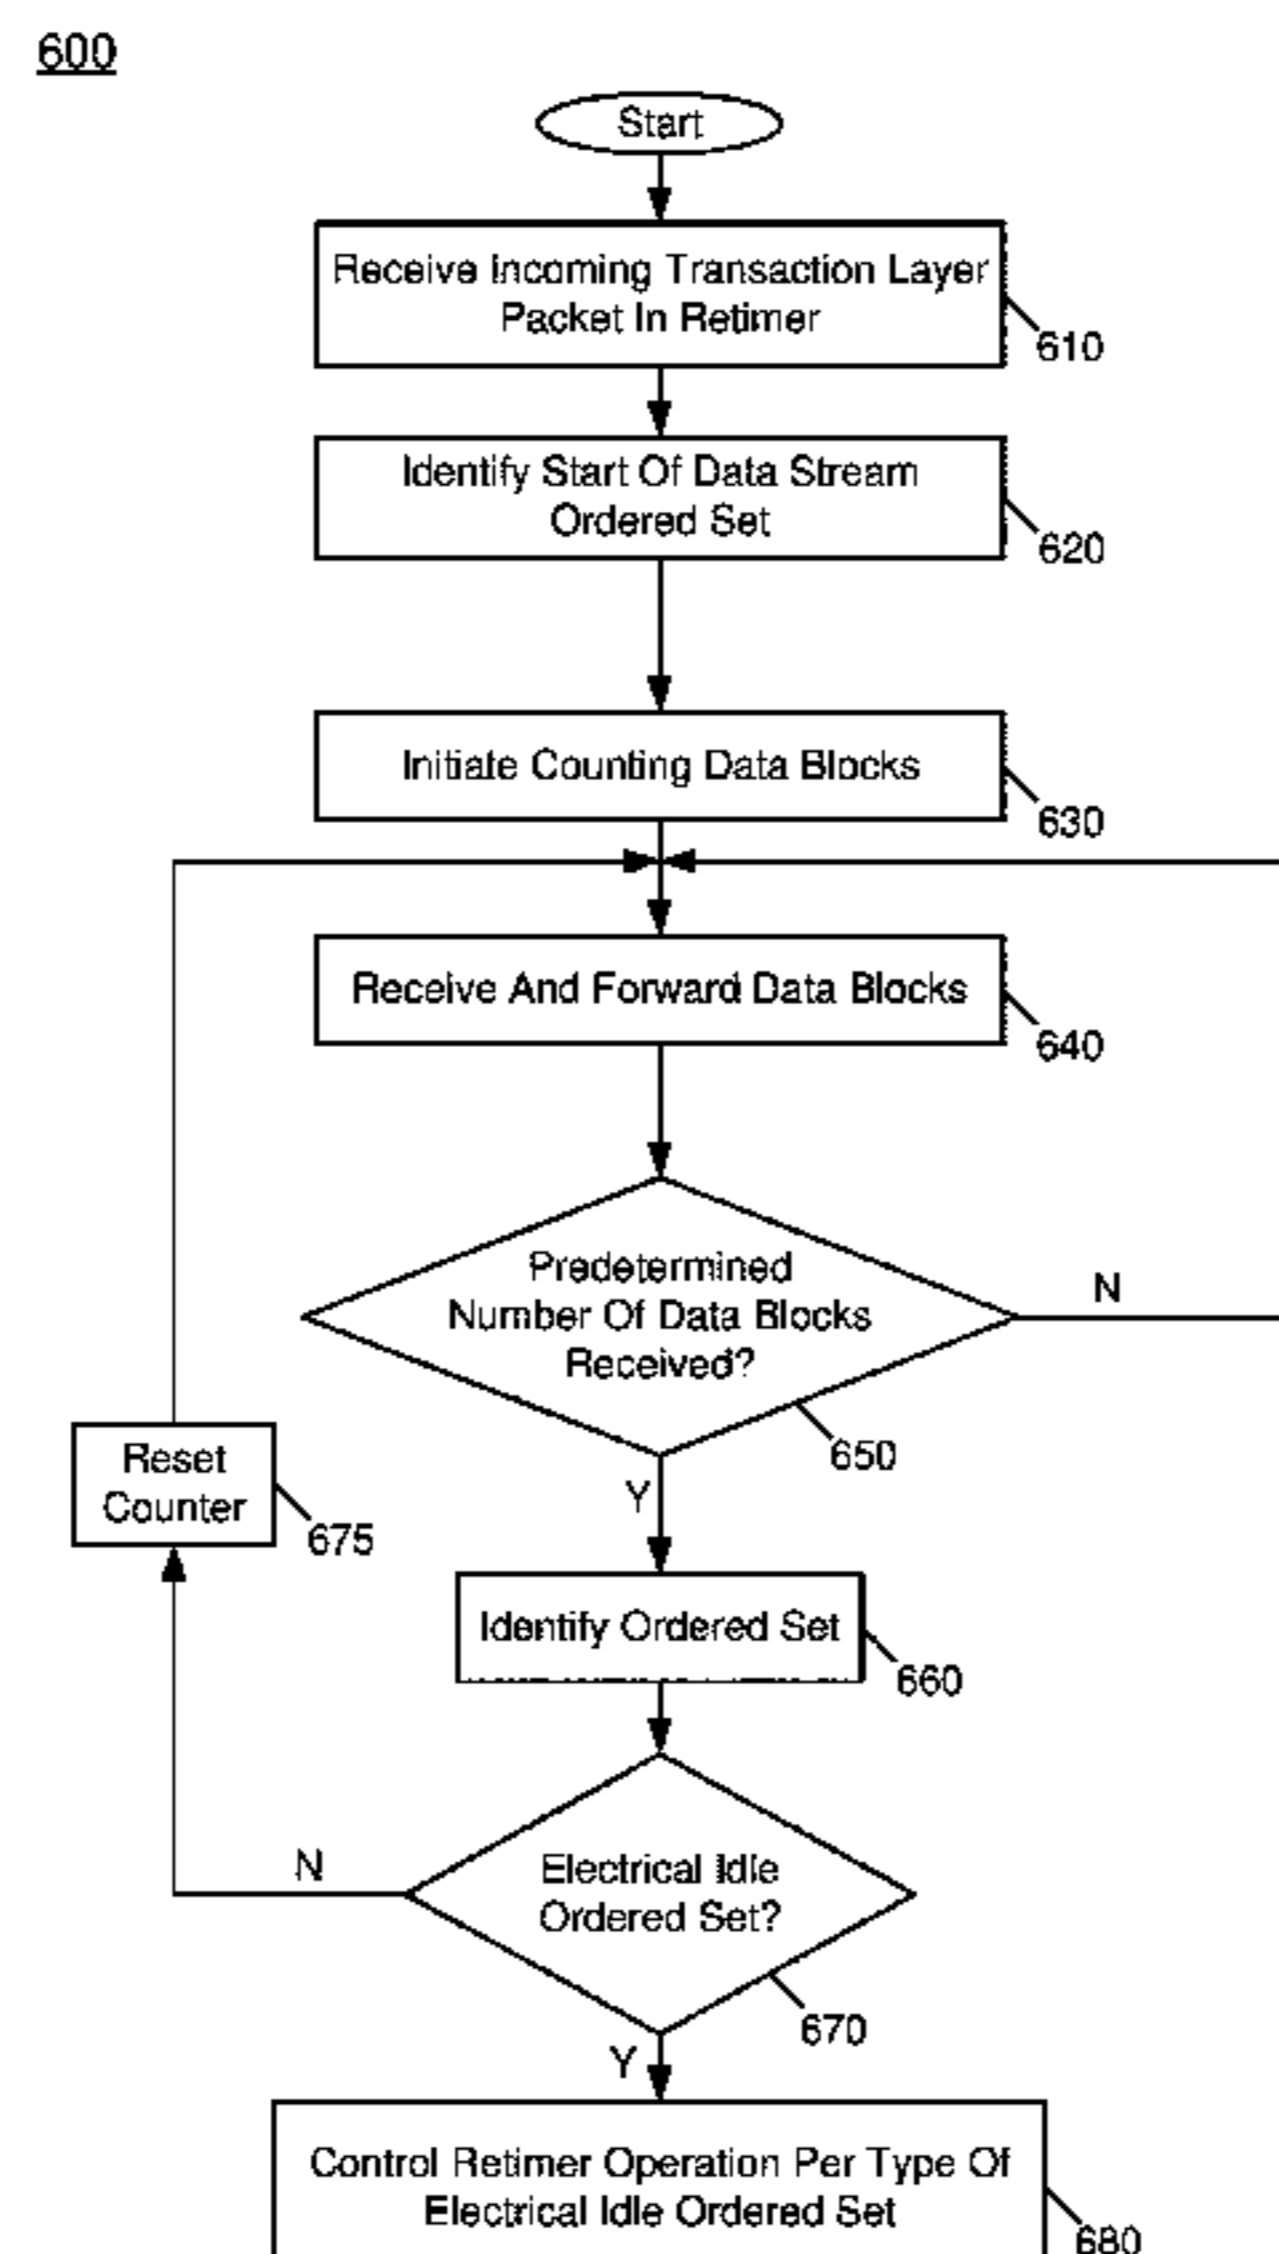 600
Start
Receive Incoming Transaction Layer
Packet In Retimer
610
Identify Start Of Data Stream
Ordered Set
620
Initiate Counting Data Blocks
630
Receive And Forward Data Blocks
640
Predetermined
Number Of Data Blocks
Received?
N
650
Y
Reset
Counter
675
Identify Ordered Set
660
Electrical Idle
Ordered Set?
N
670
Y
Control Retimer Operation Per Type Of
Electrical Idle Ordered Set
680